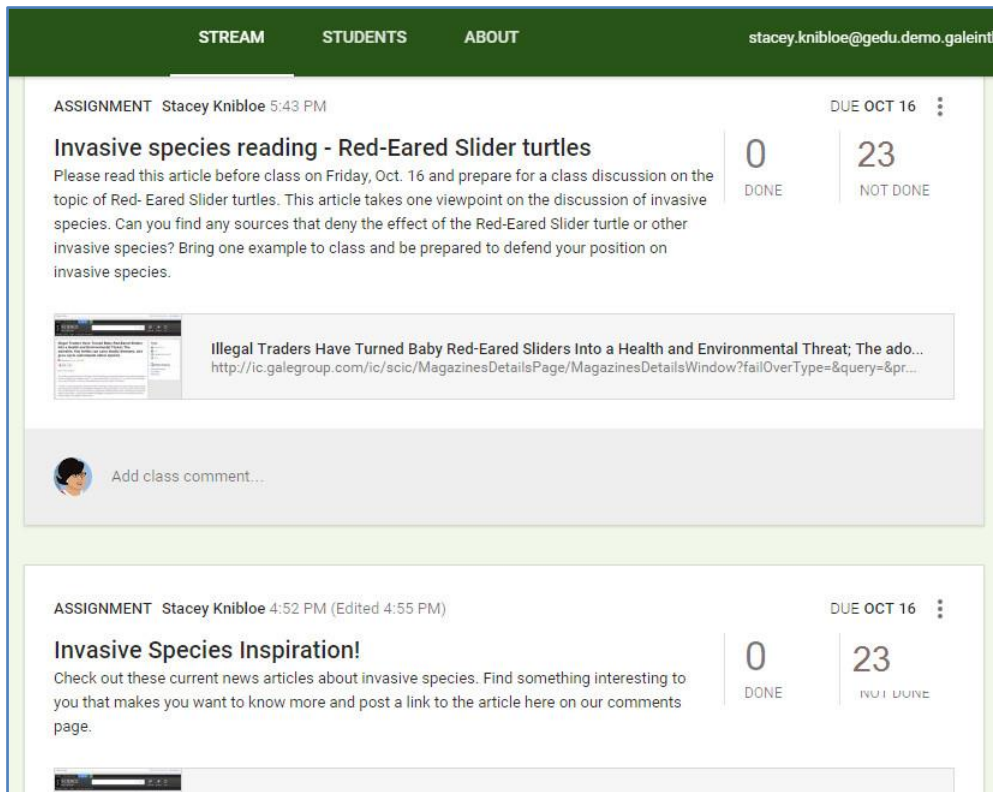 STREAM STUDENTS ABOUT stacey.knibloe@gedu.demo.galeint
ASSIGNMENT Stacey Knibloe 5:43 PM DUE OCT 16
Invasive species reading - Red-Eared Slider turtles 0 23
DONE NOT DONE
Please read this article before class on Friday, Oct. 16 and prepare for a class discussion on the
topic of Red- Eared Slider turtles. This article takes one viewpoint on the discussion of invasive
species. Can you find any sources that deny the effect of the Red-Eared Slider turtle or other
invasive species? Bring one example to class and be prepared to defend your position on
invasive species.
Illegal Traders Have Turned Baby Red-Eared Sliders Into a Health and Environmental Threat; The ado...
http://ic.galegroup.com/ic/scic/MagazinesDetailsPage/MagazinesDetailsWindow?failOverType=&query=&pr...
Add class comment...
ASSIGNMENT Stacey Knibloe 4:52 PM (Edited 4:55 PM) DUE OCT 16
Invasive Species Inspiration! 0 23
DONE NOT DONE
Check out these current news articles about invasive species. Find something interesting to
you that makes you want to know more and post a link to the article here on our comments
page.